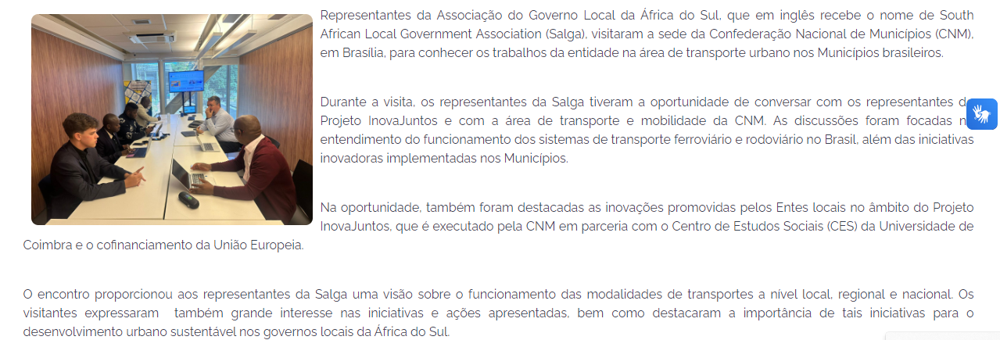 Representantes da Associação do Governo Local da África do Sul, que em inglês recebe o nome de South
African Local Government Association (Salga), visitaram a sede da Confederação Nacional de Municípios (CNM),
em Brasília, para conhecer os trabalhos da entidade na área de transporte urbano nos Municípios brasileiros.
Durante a visita, os representantes da Salga tiveram a oportunidade de conversar com os representantes
Projeto InovaJuntos e com a área de transporte e mobilidade da CNM. As discussões foram focadas
entendimento do funcionamento dos sistemas de transporte ferroviário e rodoviário no Brasil, além das iniciativas
inovadoras implementadas nos Municípios.
Na oportunidade, também foram destacadas as inovações promovidas pelos Entes locais no âmbito do Projeto
InovaJuntos, que é executado pela CNM em parceria com o Centro de Estudos Sociais (CES) da Universidade de
Coimbra e o cofinanciamento da União Europeia.
O encontro proporcionou aos representantes da Salga uma visão sobre o funcionamento das modalidades de transportes a nível local, regional e nacional. Os
visitantes expressaram também grande interesse nas iniciativas e ações apresentadas, bem como destacaram a importância de tais iniciativas para o
desenvolvimento urbano sustentável nos governos locais da África do Sul.